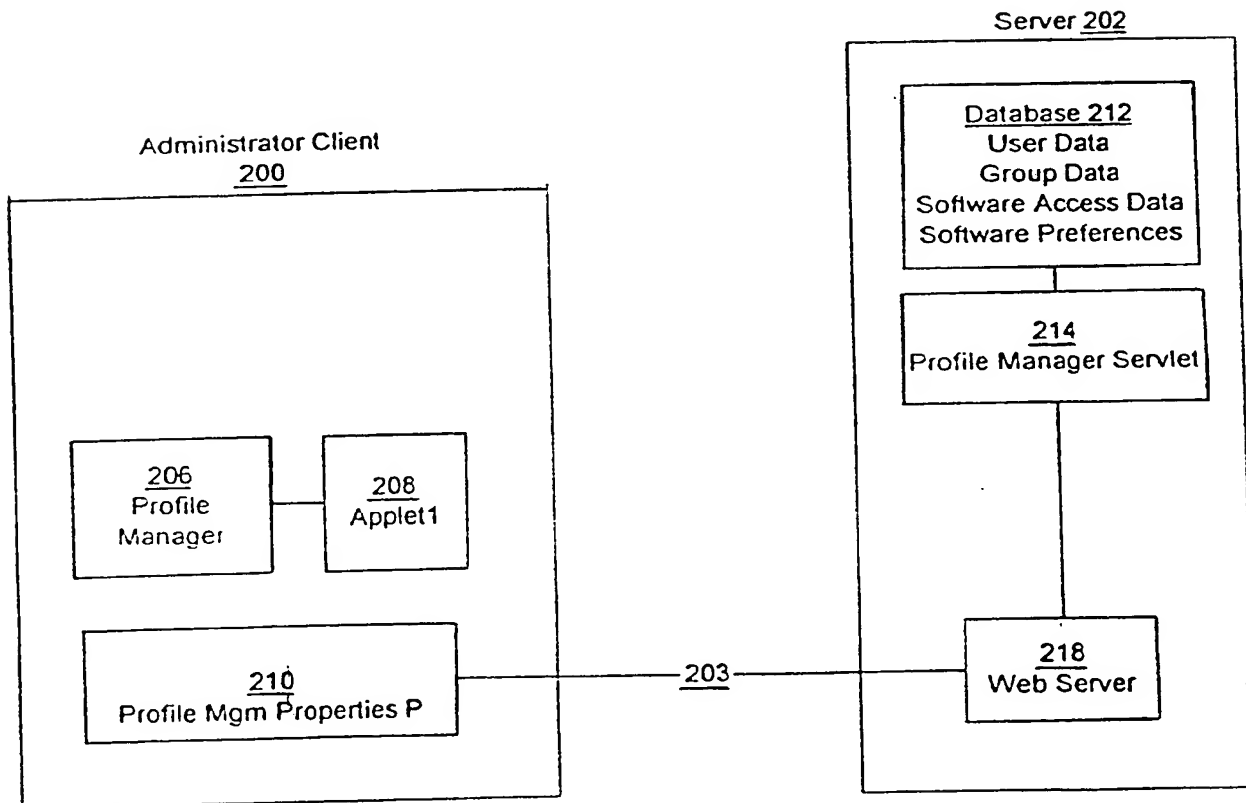 Server 202
Database 212
User Data
Group Data
Software Access Data
Software Preferences
214
Profile Manager Servlet
Administrator Client
200
206
Profile
Manager
208
Applet1
210
Profile Mgm Properties P
203
218
Web Server